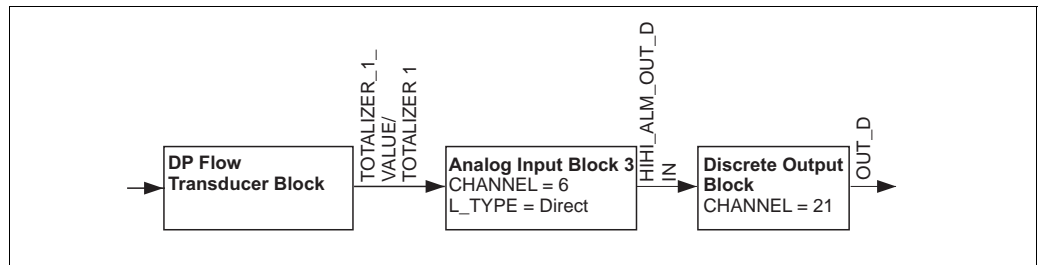 DP Flow
Transducer Block
TOTALIZER_1_
VALUE/
TOTALIZER 1
Analog Input Block 3
CHANNEL = 6
L_TYPE = Direct
HIHI_ALM_OUT_D
IN
Discrete Output
Block
CHANNEL = 21
OUT_D